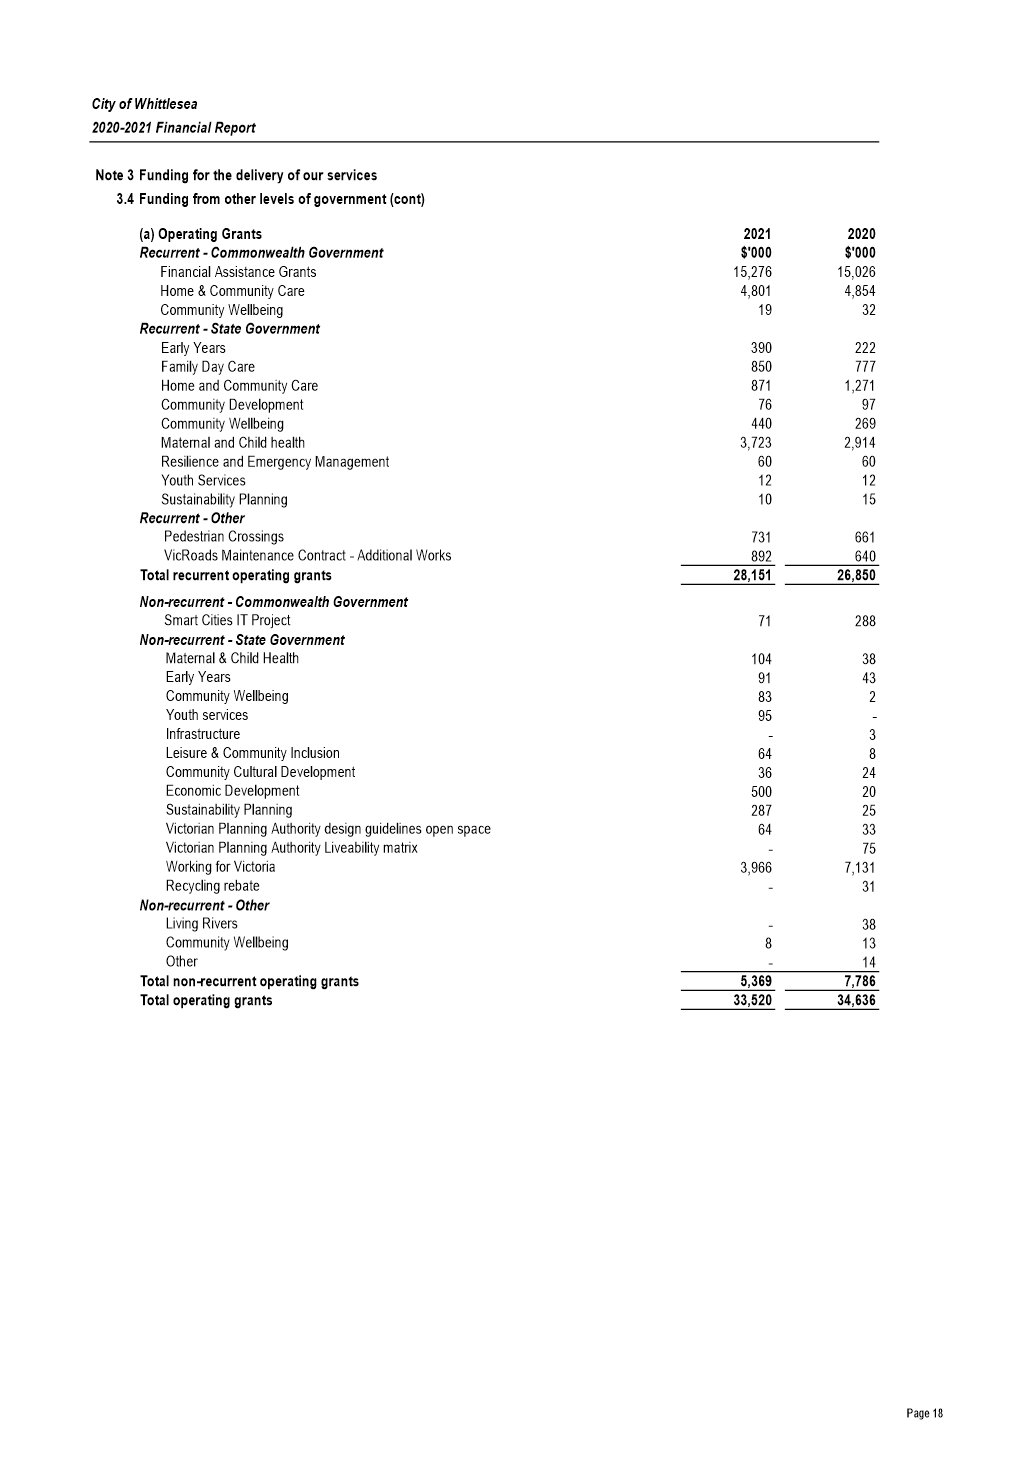 City of Whittlesea
2020-2021 Financial Report
Note 3 Funding for the delivery of our services
3.4 Funding from other levels of government (cont)
(a) Operating Grants 2021 2020
Recurrent - Commonwealth Government $'000 $'000
Financial Assistance Grants 15,276 15,026
Home & Community Care 4,801 4,854
Community Wellbeing 19 32
Recurrent - State Government
Early Years 390 222
Family Day Care 850 777
Home and Community Care 871 1,271
Community Development 76 97
Community Wellbeing 440 269
Maternal and Child health 3,723 2,914
Resilience and Emergency Management 60 60
Youth Services 12 12
Sustainability Planning 10 15
Recurrent - Other
Pedestrian Crossings 731 661
VicRoads Maintenance Contract - Additional Works 892 640
Total recurrent operating grants 28,151 26,850
Non-recurrent - Commonwealth Government
Smart Cities IT Project 71 288
Non-recurrent - State Government
Maternal & Child Health 104 38
Early Years 91 43
Community Wellbeing 83 2
Youth services 95 -
Infrastructure - 3
Leisure & Community Inclusion 64 8
Community Cultural Development 36 24
Economic Development 500 20
Sustainability Planning 287 25
Victorian Planning Authority design guidelines open space 64 33
Victorian Planning Authority Liveability matrix - 75
Working for Victoria 3,966 7,131
Recycling rebate - 31
Non-recurrent - Other
Living Rivers - 38
Community Wellbeing 8 13
Other - 14
Total non-recurrent operating grants 5,369 7,786
Total operating grants 33,520 34,636
Page 18